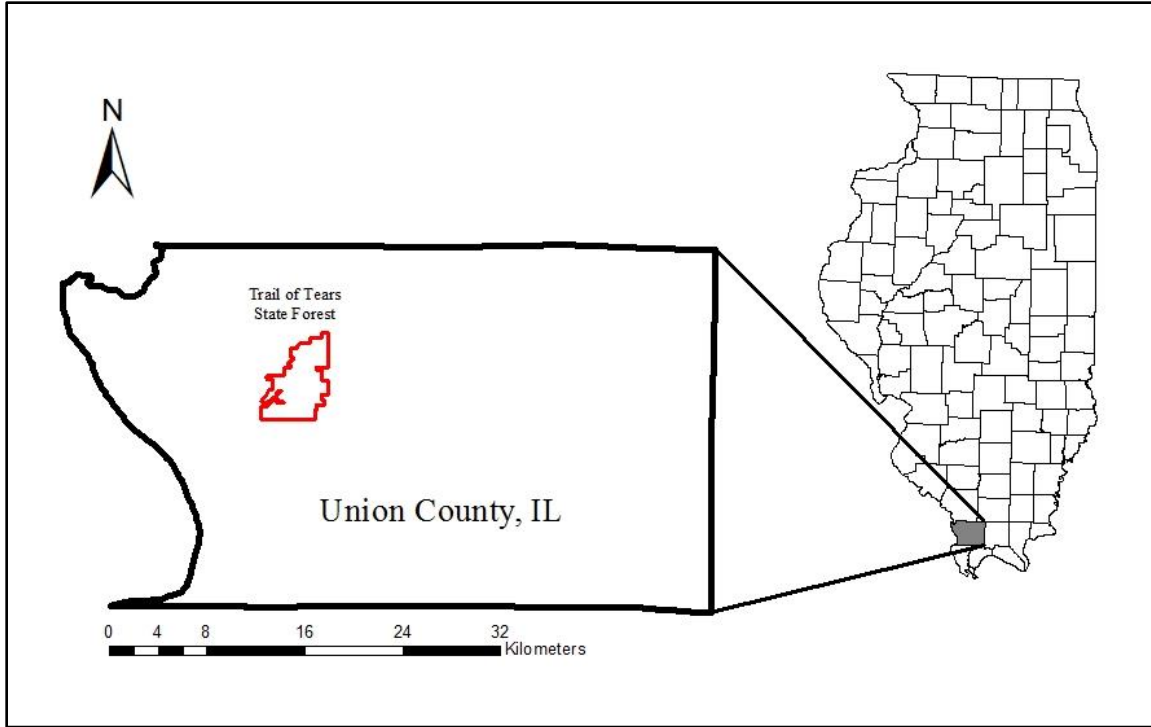 N
Trail of Tears
State Forest
Union County, IL
0 4 8 16 24 32
Kilometers